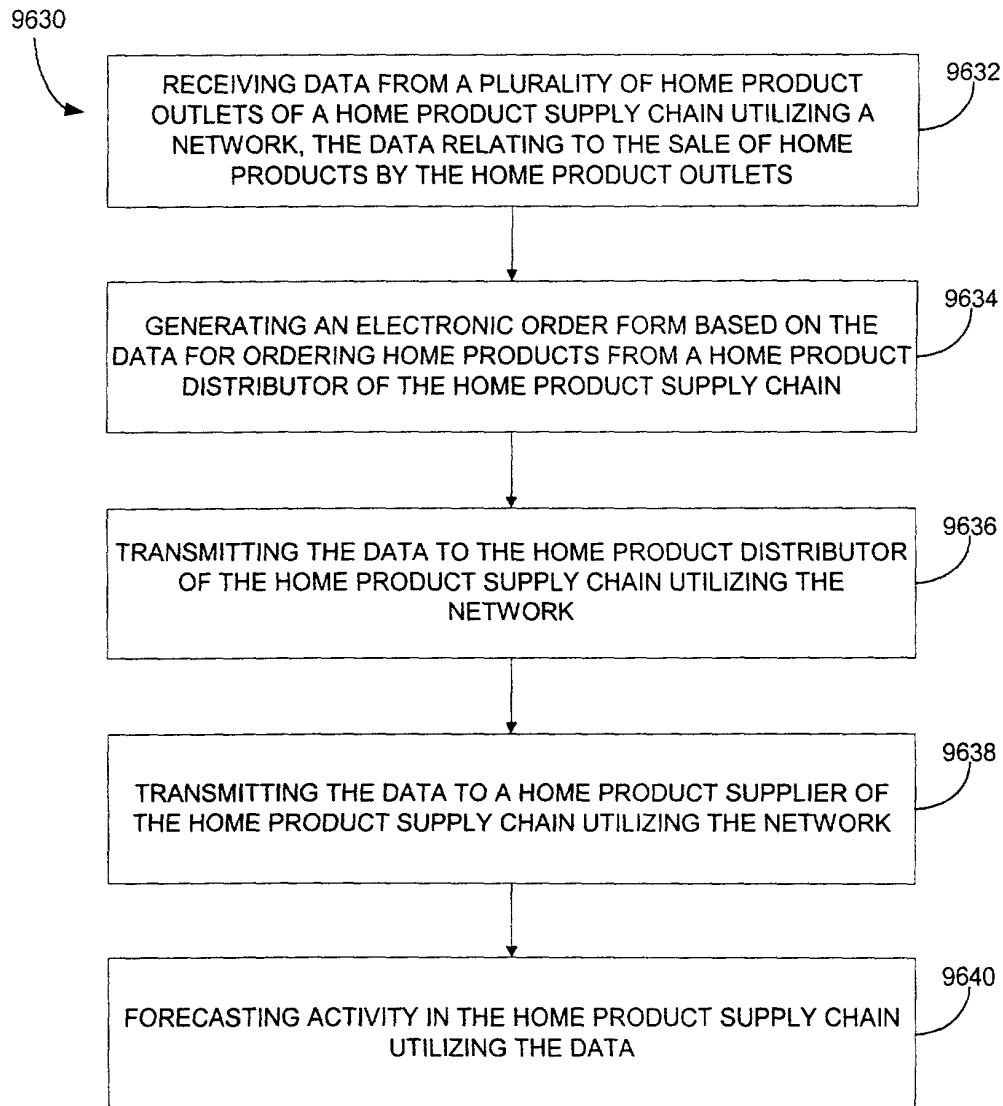 9630
RECEIVING DATA FROM A PLURALITY OF HOME PRODUCT
OUTLETS OF A HOME PRODUCT SUPPLY CHAIN UTILIZING A
NETWORK, THE DATA RELATING TO THE SALE OF HOME
PRODUCTS BY THE HOME PRODUCT OUTLETS
9632
GENERATING AN ELECTRONIC ORDER FORM BASED ON THE
DATA FOR ORDERING HOME PRODUCTS FROM A HOME PRODUCT
DISTRIBUTOR OF THE HOME PRODUCT SUPPLY CHAIN
9634
TRANSMITTING THE DATA TO THE HOME PRODUCT DISTRIBUTOR
OF THE HOME PRODUCT SUPPLY CHAIN UTILIZING THE
NETWORK
9636
TRANSMITTING THE DATA TO A HOME PRODUCT SUPPLIER OF
THE HOME PRODUCT SUPPLY CHAIN UTILIZING THE NETWORK
9638
FORECASTING ACTIVITY IN THE HOME PRODUCT SUPPLY CHAIN
UTILIZING THE DATA
9640